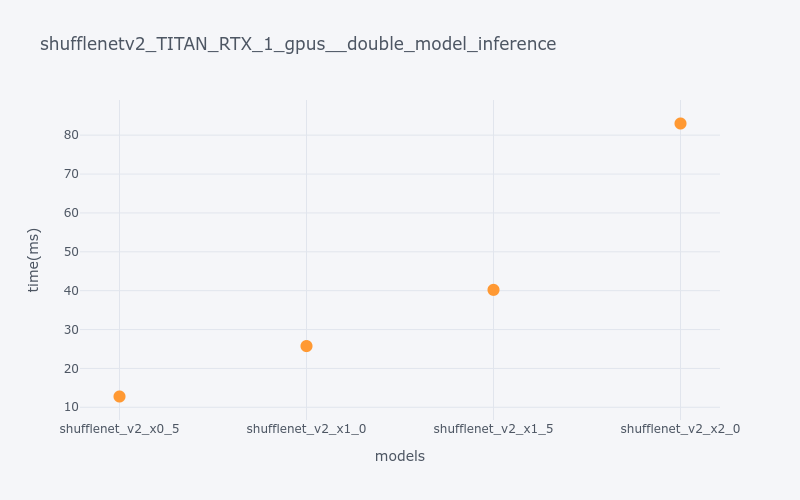 shufflenetv2_TITAN_RTX_1_gpus__double_model_inference
80
70
60
50
40
30
20
10
time(ms)
shufflenet_v2_x0_5 shufflenet_v2_x1_0 shufflenet_v2_x1_5 shufflenet_v2_x2_0
models